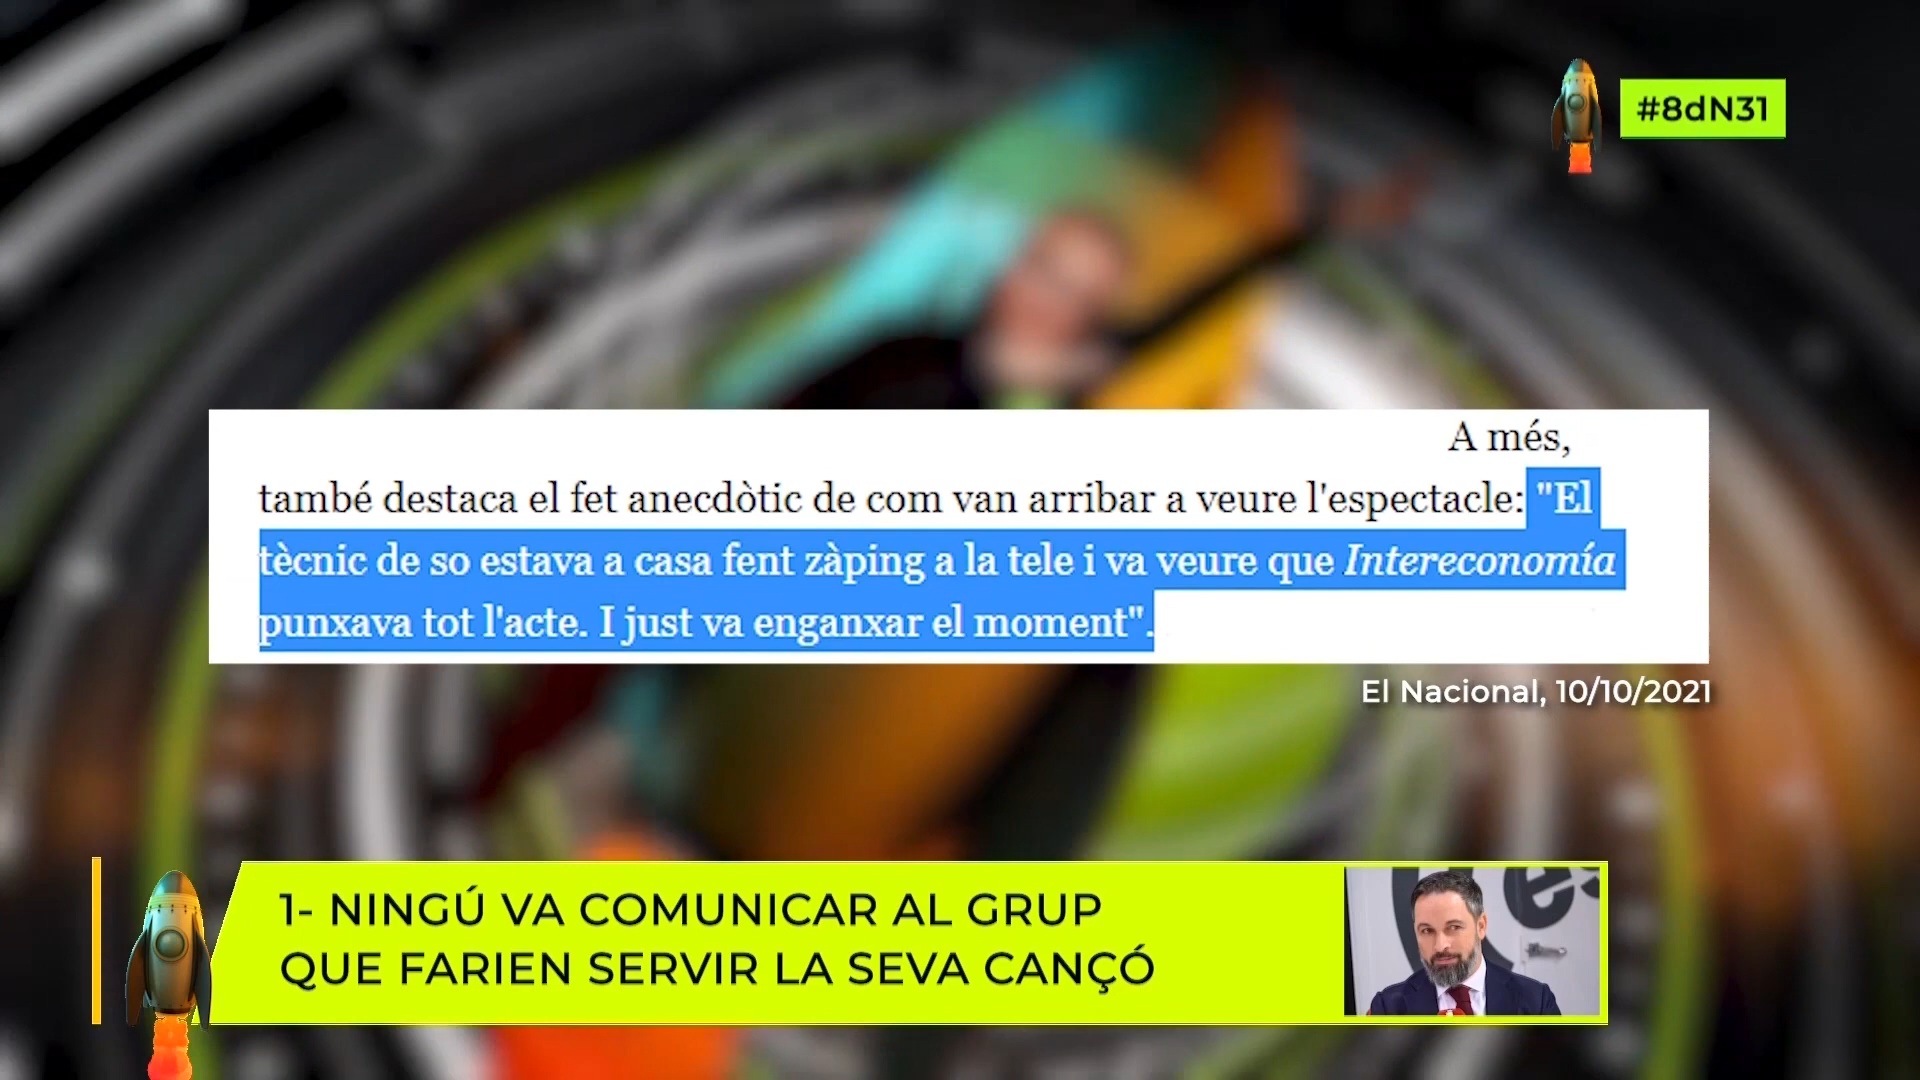 #8dN31
A més,
també destaca el fet anecdòtic de com van arribar a veure l'espectacle: "El
tècnic de so estava a casa fent zàping a la tele i va veure que Intereconomía
punxava tot l'acte. I just va enganxar el moment".
El Nacional, 10/10/2021
1- NINGÚ VA COMUNICAR AL GRUP
QUE FARIEN SERVIR LA SEVA CANÇÓ